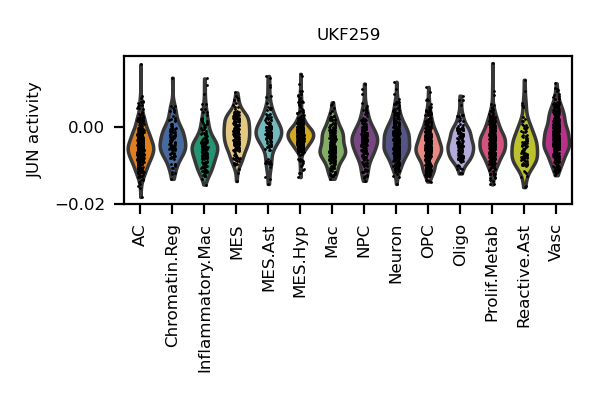 UKF259
JUN activity
0.00
−0.02
AC
Chromatin.Reg
Inflammatory.Mac
MES
MES.Ast
MES.Hyp
Mac
NPC
Neuron
OPC
Oligo
Prolif.Metab
Reactive.Ast
Vasc